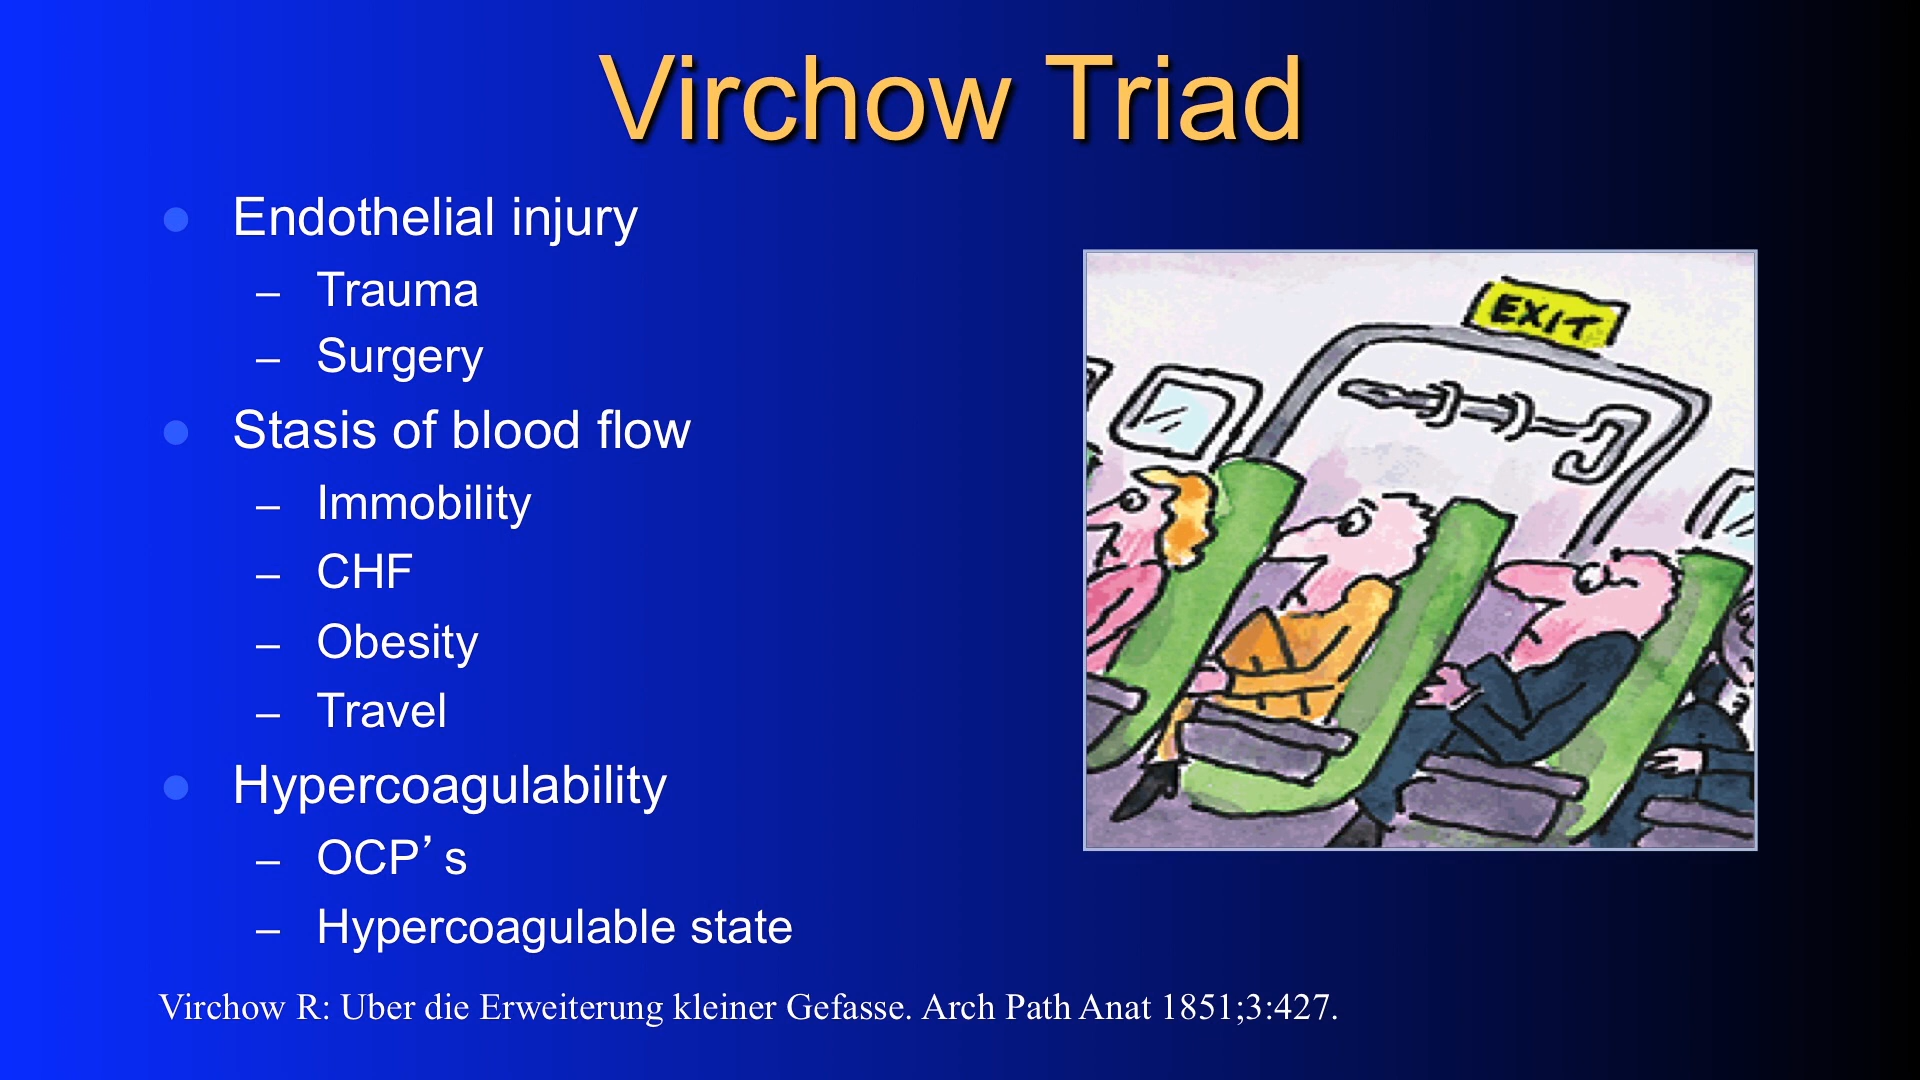 Virchow Triad
Endothelial injury
– Trauma
– Surgery
Stasis of blood flow
– Immobility
– CHF
– Obesity
– Travel
Hypercoagulability
– OCP’s
– Hypercoagulable state
EXIT
Virchow R: Uber die Erweiterung kleiner Gefasse. Arch Path Anat 1851;3:427.